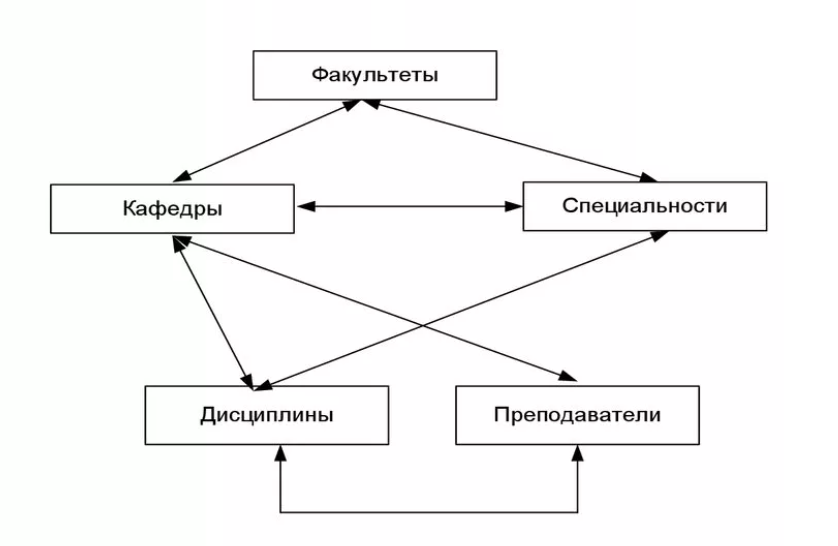 Факультеты
Кафедры
Специальности
Дисциплины
Преподаватели